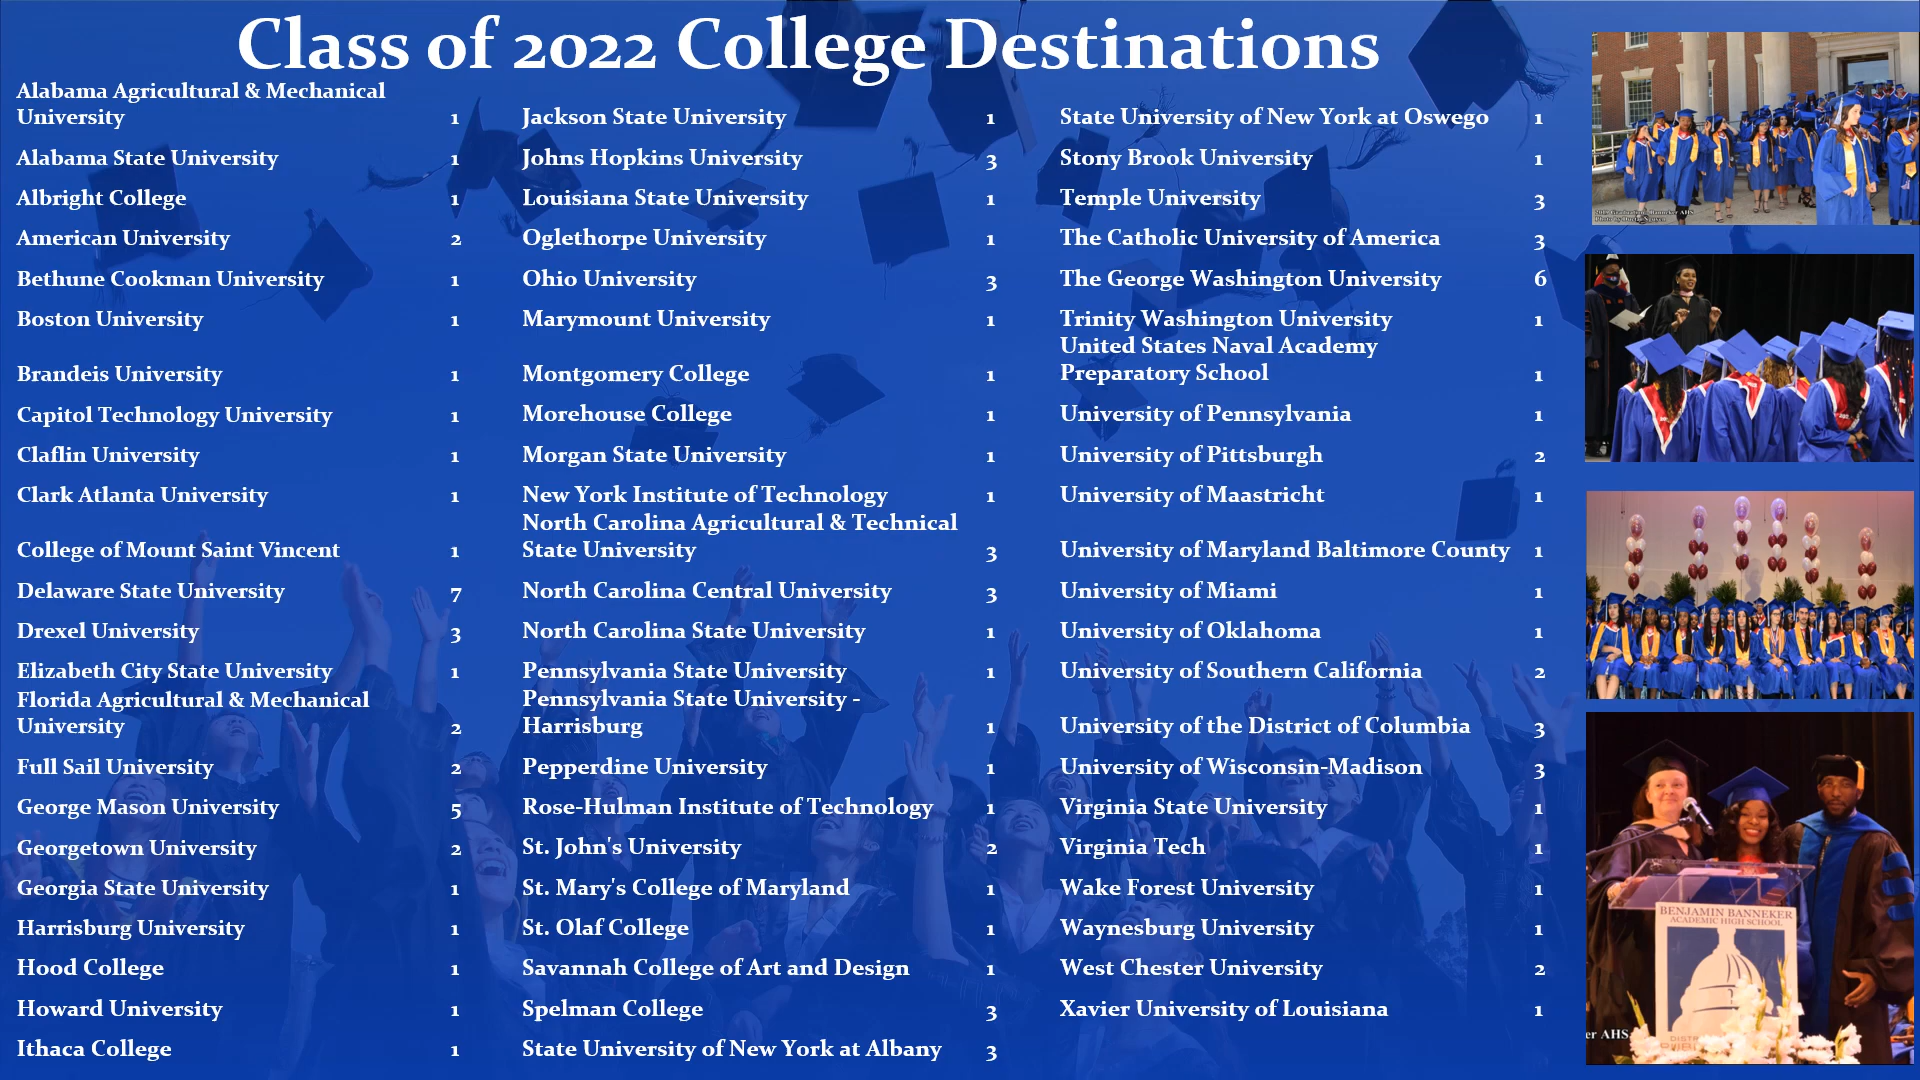 Class of 2022 College Destinations
Alabama Agricultural & Mechanical
University 1
Alabama State University 1
Albright College 1
American University 2
Bethune Cookman University 1
Boston University 1
Brandeis University 1
Capitol Technology University 1
Claflin University 1
Clark Atlanta University 1
College of Mount Saint Vincent 1
Delaware State University 7
Drexel University 3
Elizabeth City State University 1
Florida Agricultural & Mechanical
University 2
Full Sail University 2
George Mason University 5
Georgetown University 2
Georgia State University 1
Harrisburg University 1
Hood College 1
Howard University 1
Ithaca College 1
Jackson State University 1
Johns Hopkins University 3
Louisiana State University 1
Oglethorpe University 1
Ohio University 3
Marymount University 1
Montgomery College 1
Morehouse College 1
Morgan State University 1
New York Institute of Technology 1
North Carolina Agricultural & Technical
State University 3
North Carolina Central University 3
North Carolina State University 1
Pennsylvania State University 1
Pennsylvania State University -
Harrisburg 1
Pepperdine University 1
Rose-Hulman Institute of Technology 1
St. John's University 2
St. Mary's College of Maryland 1
St. Olaf College 1
Savannah College of Art and Design 1
Spelman College 3
State University of New York at Albany 3
State University of New York at Oswego 1
Stony Brook University 1
Temple University 3
The Catholic University of America 3
The George Washington University 6
Trinity Washington University 1
United States Naval Academy
Preparatory School 1
University of Pennsylvania 1
University of Pittsburgh 2
University of Maastricht 1
University of Maryland Baltimore County 1
University of Miami 1
University of Oklahoma 1
University of Southern California 2
University of the District of Columbia 3
University of Wisconsin-Madison 3
Virginia State University 1
Virginia Tech 1
Wake Forest University 1
Waynesburg University 1
West Chester University 2
Xavier University of Louisiana 1
BENJAMIN BANNEKER
ACADEMIC HIGH SCHOOL
er AHS